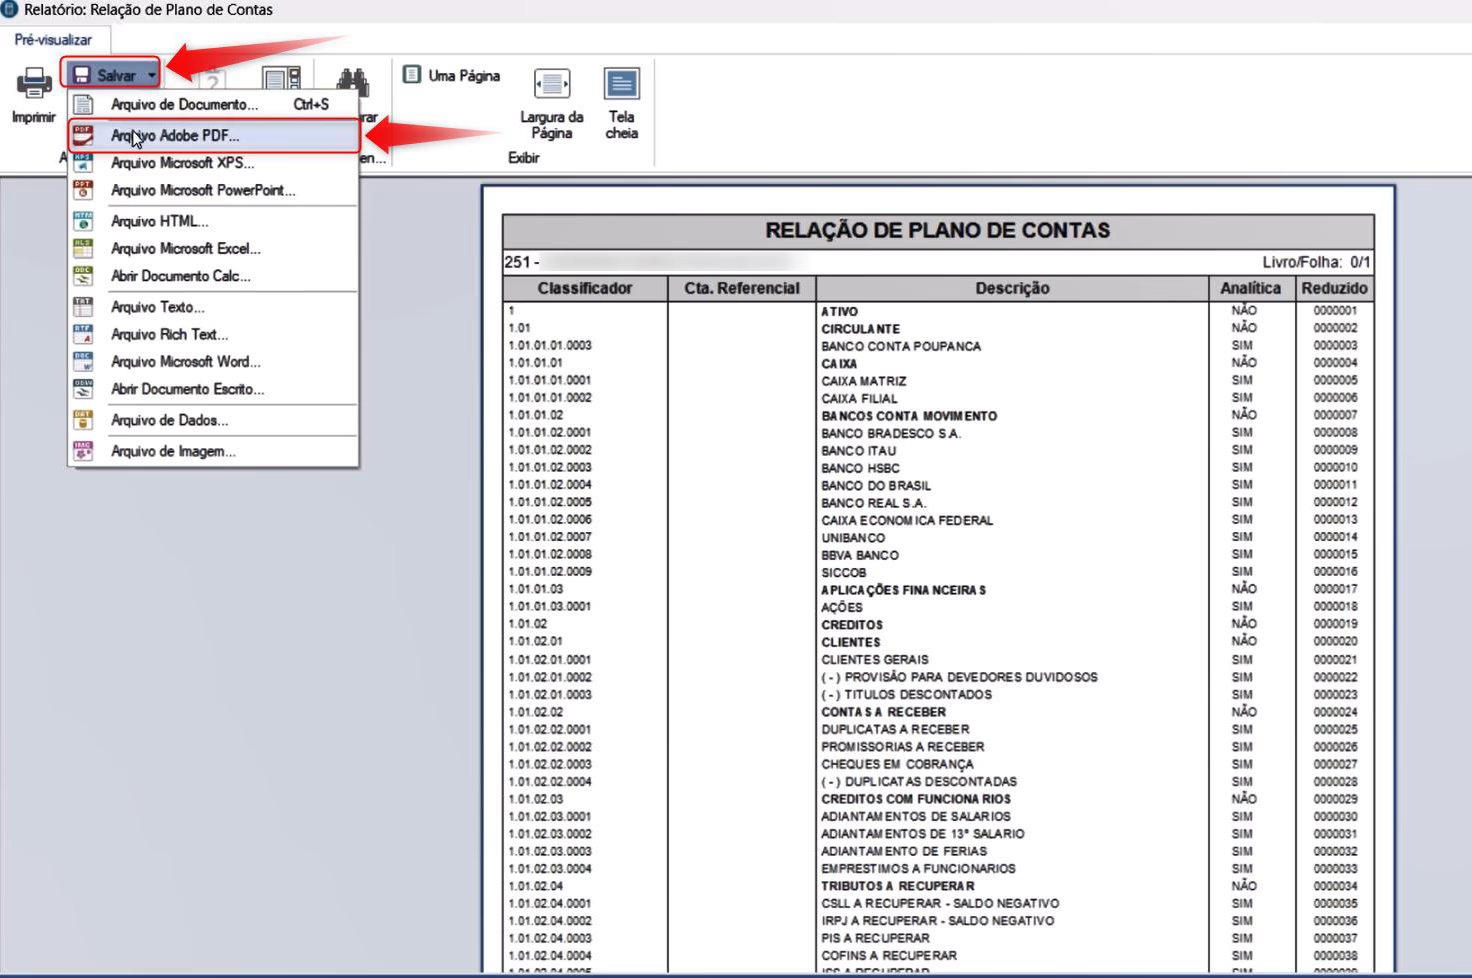 Relatório: Relação de Plano de Contas
Pré-visualizar
Salvar
Imprimir
Uma Página
Largura da Página
Tela cheia
Exibir
Arquivo de Documento... Ctrl+S
Arquivo Adobe PDF...
Arquivo Microsoft XPS...
Arquivo Microsoft PowerPoint...
Arquivo HTML...
Arquivo Microsoft Excel...
Abrir Documento Calc...
Arquivo Texto...
Arquivo Rich Text...
Arquivo Microsoft Word...
Abrir Documento Escrito...
Arquivo de Dados...
Arquivo de Imagem...
RELAÇÃO DE PLANO DE CONTAS
251 - Livro/Folha: 0/1
Classificador Cta. Referencial Descrição Analítica Reduzido
1 ATIVO NÃO 0000001
1.01 CIRCULANTE NÃO 0000002
1.01.01.01.0003 BANCO CONTA POUPANCA SIM 0000003
1.01.01.01 CAIXA NÃO 0000004
1.01.01.01.0001 CAIXA MATRIZ SIM 0000005
1.01.01.01.0002 CAIXA FILIAL SIM 0000006
1.01.01.02 BANCOS CONTA MOVIMENTO NÃO 0000007
1.01.01.02.0001 BANCO BRADESCO S.A. SIM 0000008
1.01.01.02.0002 BANCO ITAU SIM 0000009
1.01.01.02.0003 BANCO HSBC SIM 0000010
1.01.01.02.0004 BANCO DO BRASIL SIM 0000011
1.01.01.02.0005 BANCO REAL S.A. SIM 0000012
1.01.01.02.0006 CAIXA ECONOMICA FEDERAL SIM 0000013
1.01.01.02.0007 UNIBANCO SIM 0000014
1.01.01.02.0008 BBVA BANCO SIM 0000015
1.01.01.02.0009 SICCOB SIM 0000016
1.01.01.03 APLICAÇÕES FINANCEIRAS NÃO 0000017
1.01.01.03.0001 AÇÕES SIM 0000018
1.01.02 CREDITOS NÃO 0000019
1.01.02.01 CLIENTES NÃO 0000020
1.01.02.01.0001 CLIENTES GERAIS SIM 0000021
1.01.02.01.0002 (-) PROVISÃO PARA DEVEDORES DUVIDOSOS SIM 0000022
1.01.02.01.0003 (-) TITULOS DESCONTADOS SIM 0000023
1.01.02.02 CONTAS A RECEBER NÃO 0000024
1.01.02.02.0001 DUPLICATAS A RECEBER SIM 0000025
1.01.02.02.0002 PROMISSORIAS A RECEBER SIM 0000026
1.01.02.02.0003 CHEQUES EM COBRANÇA SIM 0000027
1.01.02.02.0004 (-) DUPLICATAS DESCONTADAS SIM 0000028
1.01.02.03 CREDITOS COM FUNCIONARIOS NÃO 0000029
1.01.02.03.0001 ADIANTAMENTOS DE SALARIOS SIM 0000030
1.01.02.03.0002 ADIANTAMENTOS DE 13º SALARIO SIM 0000031
1.01.02.03.0003 ADIANTAMENTO DE FERIAS SIM 0000032
1.01.02.03.0004 EMPRESTIMOS A FUNCIONARIOS SIM 0000033
1.01.02.04 TRIBUTOS A RECUPERAR NÃO 0000034
1.01.02.04.0001 CSLL A RECUPERAR - SALDO NEGATIVO SIM 0000035
1.01.02.04.0002 IRPJ A RECUPERAR - SALDO NEGATIVO SIM 0000036
1.01.02.04.0003 PIS A RECUPERAR SIM 0000037
1.01.02.04.0004 COFINS A RECUPERAR SIM 0000038